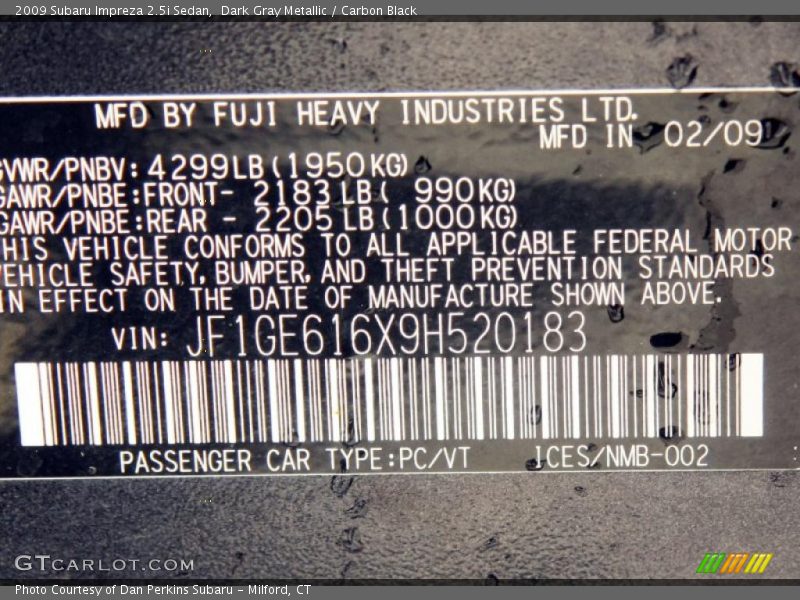 2009 Subaru Impreza 2.5i Sedan,  Dark Gray Metallic / Carbon Black
MFD BY FUJI HEAVY INDUSTRIES LTD.
MFD IN 02/09
GVWR/PNBV: 4299LB(1950KG)
GAWR/PNBE:FRONT- 2183LB( 990KG)
GAWR/PNBE:REAR - 2205LB(1000KG)
THIS VEHICLE CONFORMS TO ALL APPLICABLE FEDERAL MOTOR
VEHICLE SAFETY, BUMPER, AND THEFT PREVENTION STANDARDS
IN EFFECT ON THE DATE OF MANUFACTURE SHOWN ABOVE.
VIN: JF1GE616X9H520183
PASSENGER CAR TYPE:PC/VT ICES/NMB-002
GTCARLOT.COM
Photo Courtesy of Dan Perkins Subaru - Milford, CT